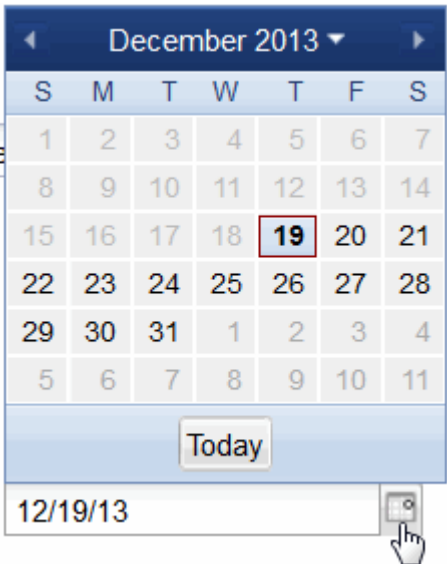 December 2013
S M T W T F S
1 2 3 4 5 6 7
8 9 10 11 12 13 14
15 16 17 18 19 20 21
22 23 24 25 26 27 28
29 30 31 1 2 3 4
5 6 7 8 9 10 11
Today
12/19/13